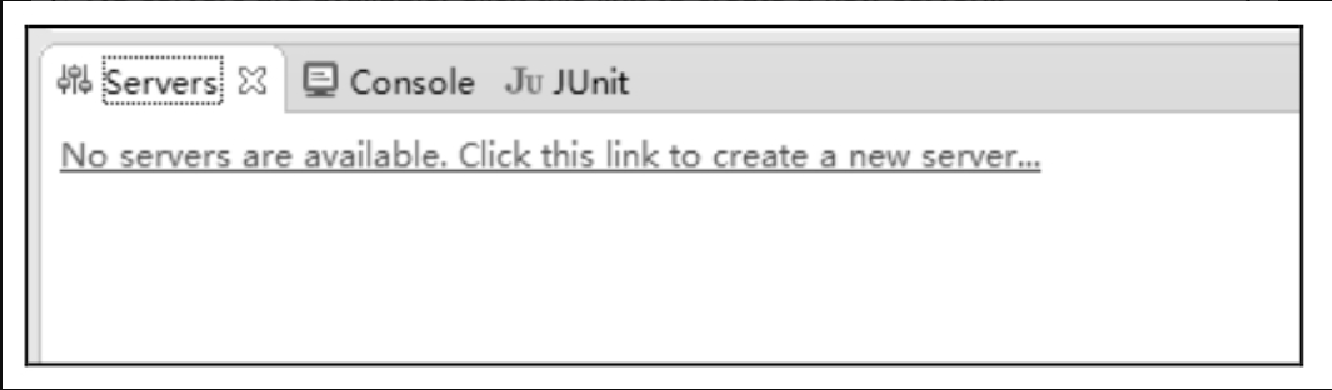 Servers Console Ju JUnit
No servers are available. Click this link to create a new server...